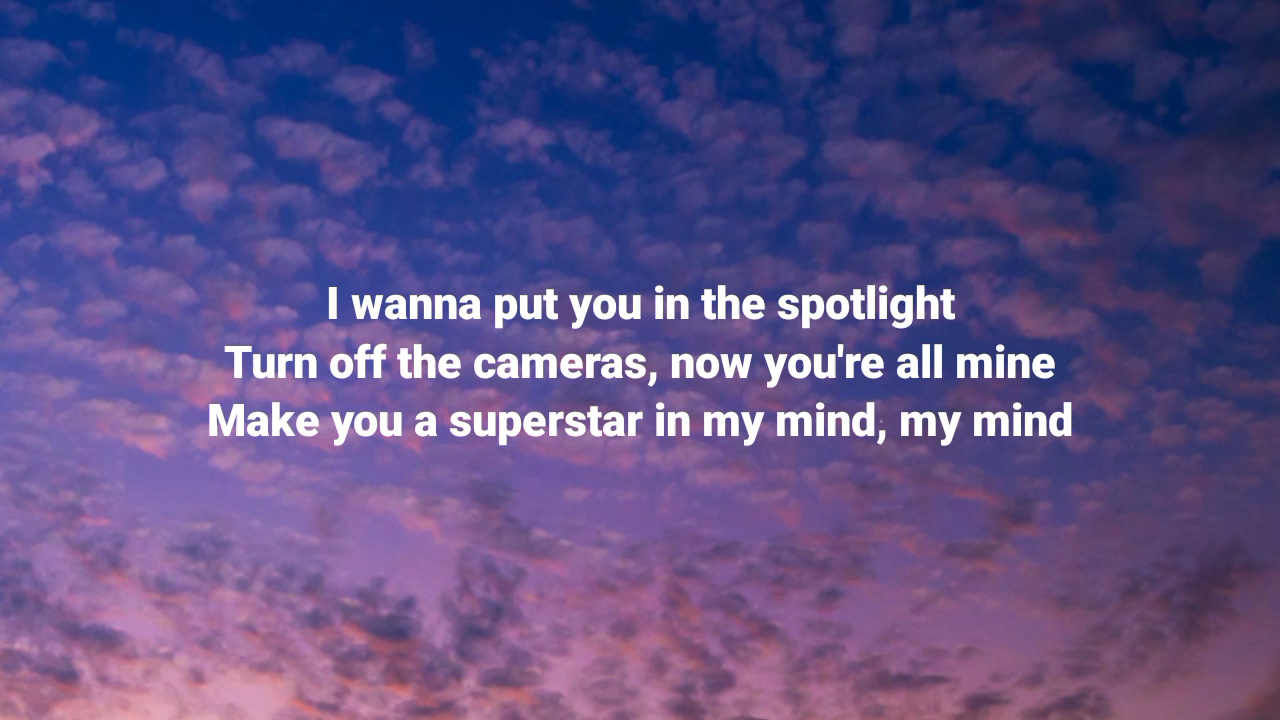 I wanna put you in the spotlight
Turn off the cameras, now you're all mine
Make you a superstar in my mind, my mind